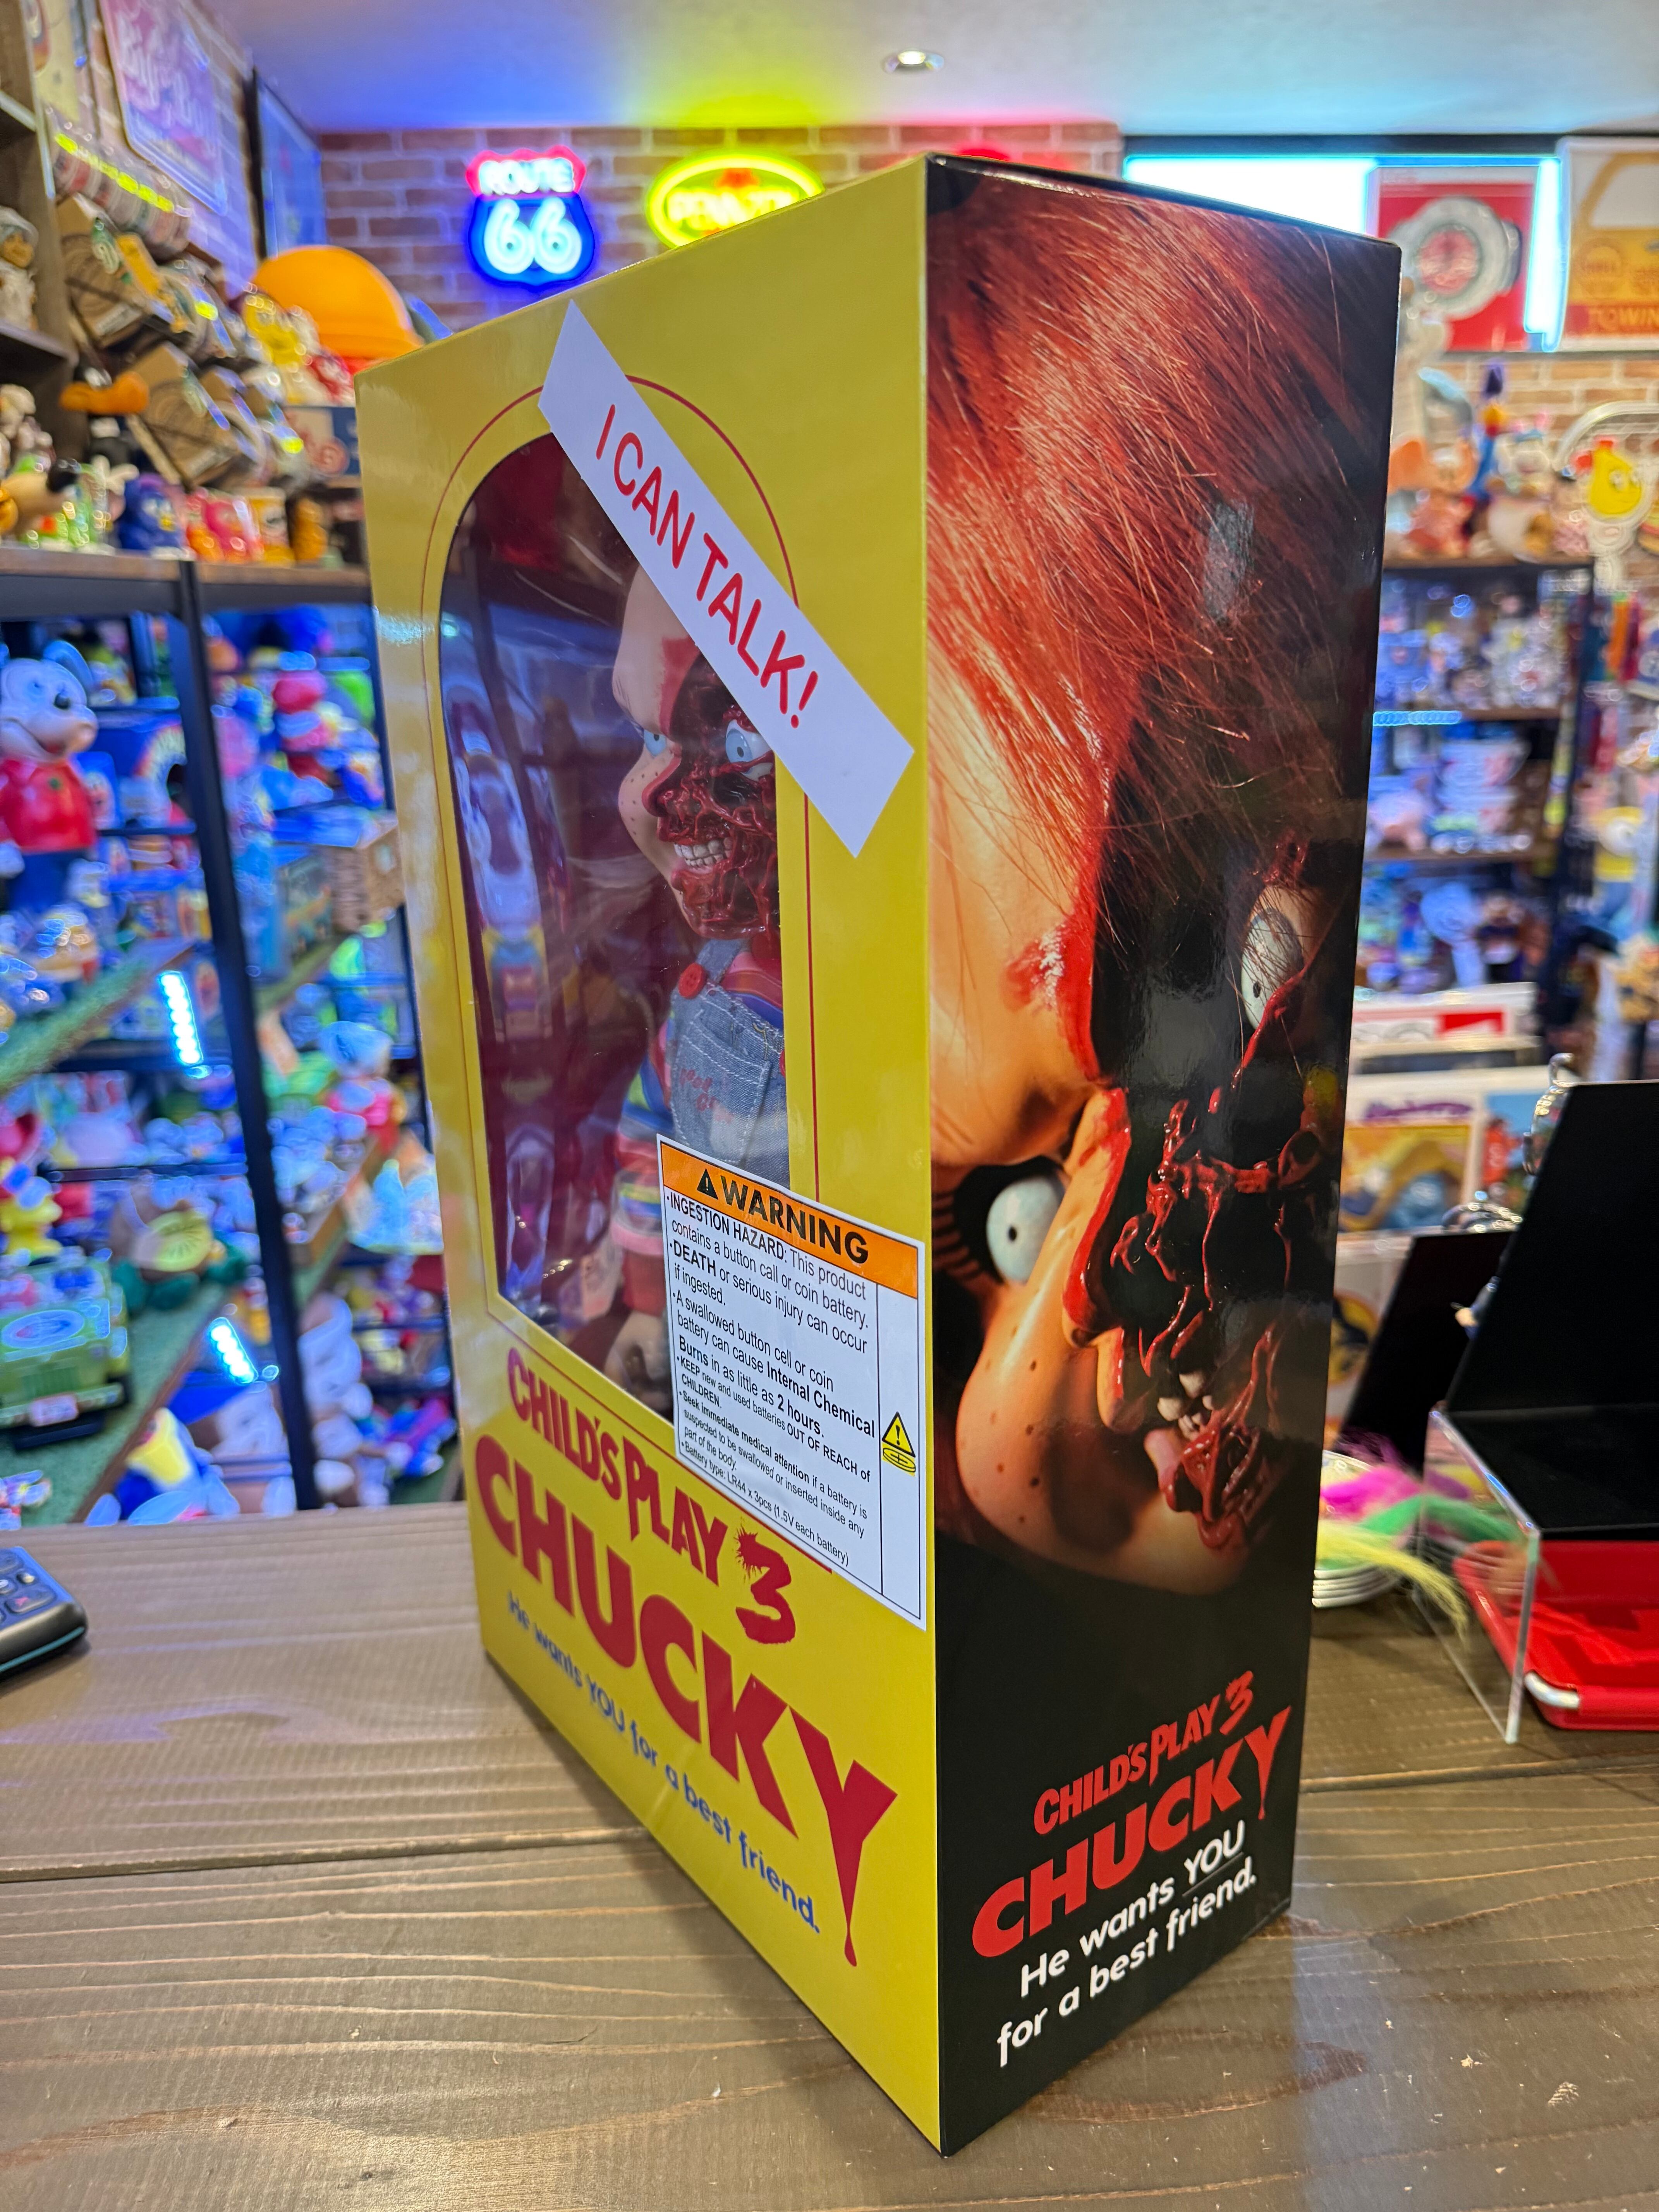 ROUTE
66
TOWIN
I CAN TALK!
WARNING
·INGESTION HAZARD: This product
contains a button call or coin battery.
·DEATH or serious injury can occur
if ingested.
·A swallowed button cell or coin
battery can cause Internal Chemical
Burns in as little as 2 hours.
·KEEP new and used batteries OUT OF REACH of
CHILDREN.
·Seek immediate medical attention if a battery is
suspected to be swallowed or inserted inside any
part of the body.
·Battery type: LR44 x 3pcs (1.5V each battery)
CHILD'S PLAY 3
CHUCKY
He wants YOU for a best friend.
CHILD'S PLAY 3
CHUCKY
He wants YOU
for a best friend.